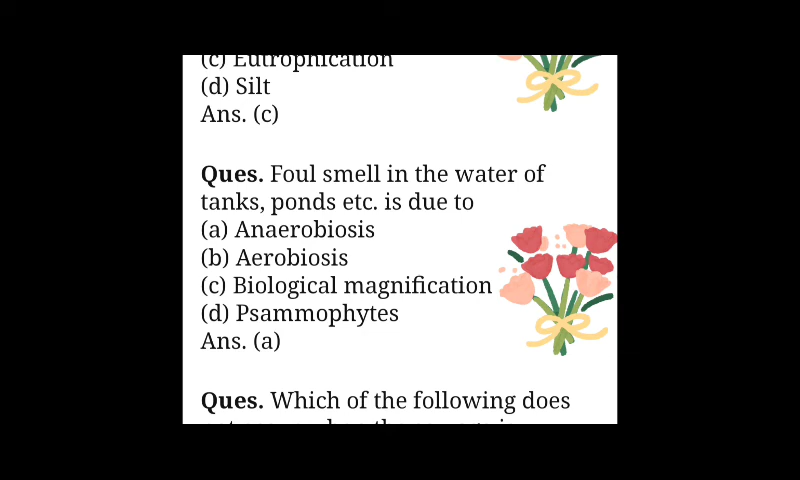 (c) Eutrophication
(d) Silt
Ans. (c)
Ques. Foul smell in the water of
tanks, ponds etc. is due to
(a) Anaerobiosis
(b) Aerobiosis
(c) Biological magnification
(d) Psammophytes
Ans. (a)
Ques. Which of the following does